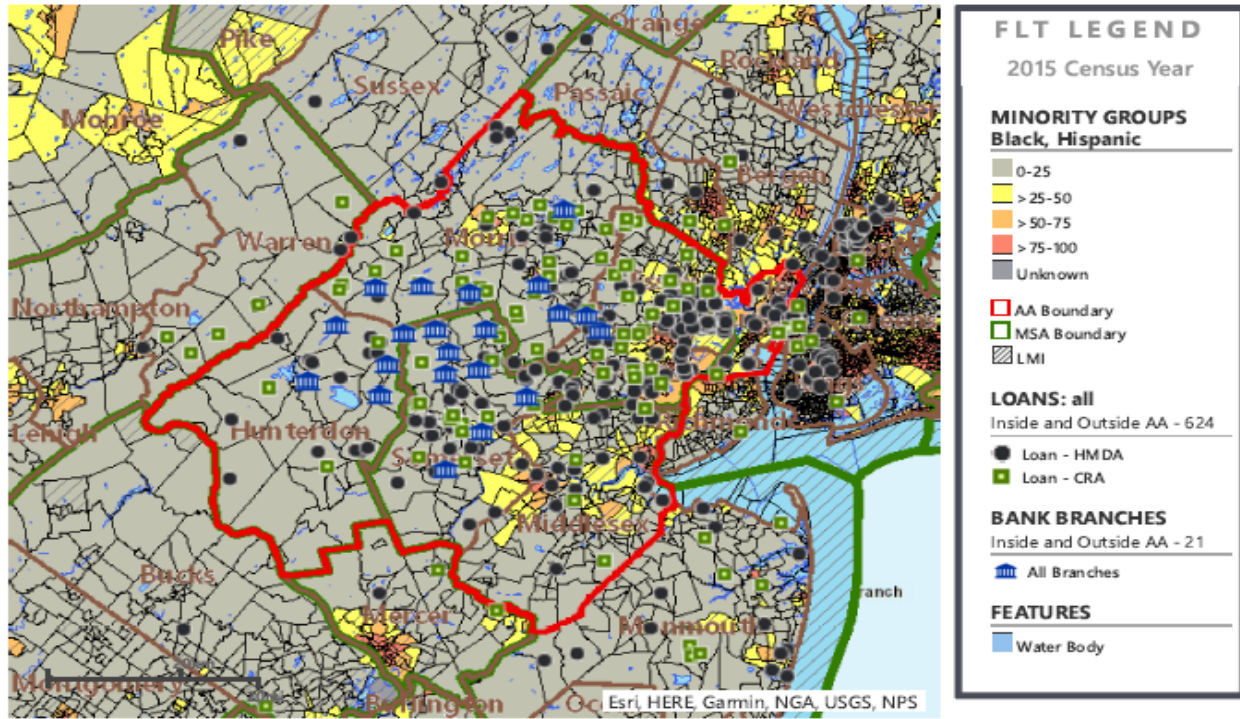 Orange
Pike
Rockland
Sussex
Passaic
Westchester
Monroe
Bergen
Warren
Morri
Northampton
Lehigh
Hunterdon
Middlesex
Bucks
ranch
Mercer
Monmouth
Montgomery
Burlington
Esri, HERE, Garmin, NGA, USGS, NPS
FLT LEGEND
2015 Census Year
MINORITY GROUPS
Black, Hispanic
0-25
>25-50
>50-75
>75-100
Unknown
AA Boundary
MSA Boundary
LMI
LOANS: all
Inside and Outside AA - 624
Loan - HMDA
Loan - CRA
BANK BRANCHES
Inside and Outside AA - 21
All Branches
FEATURES
Water Body